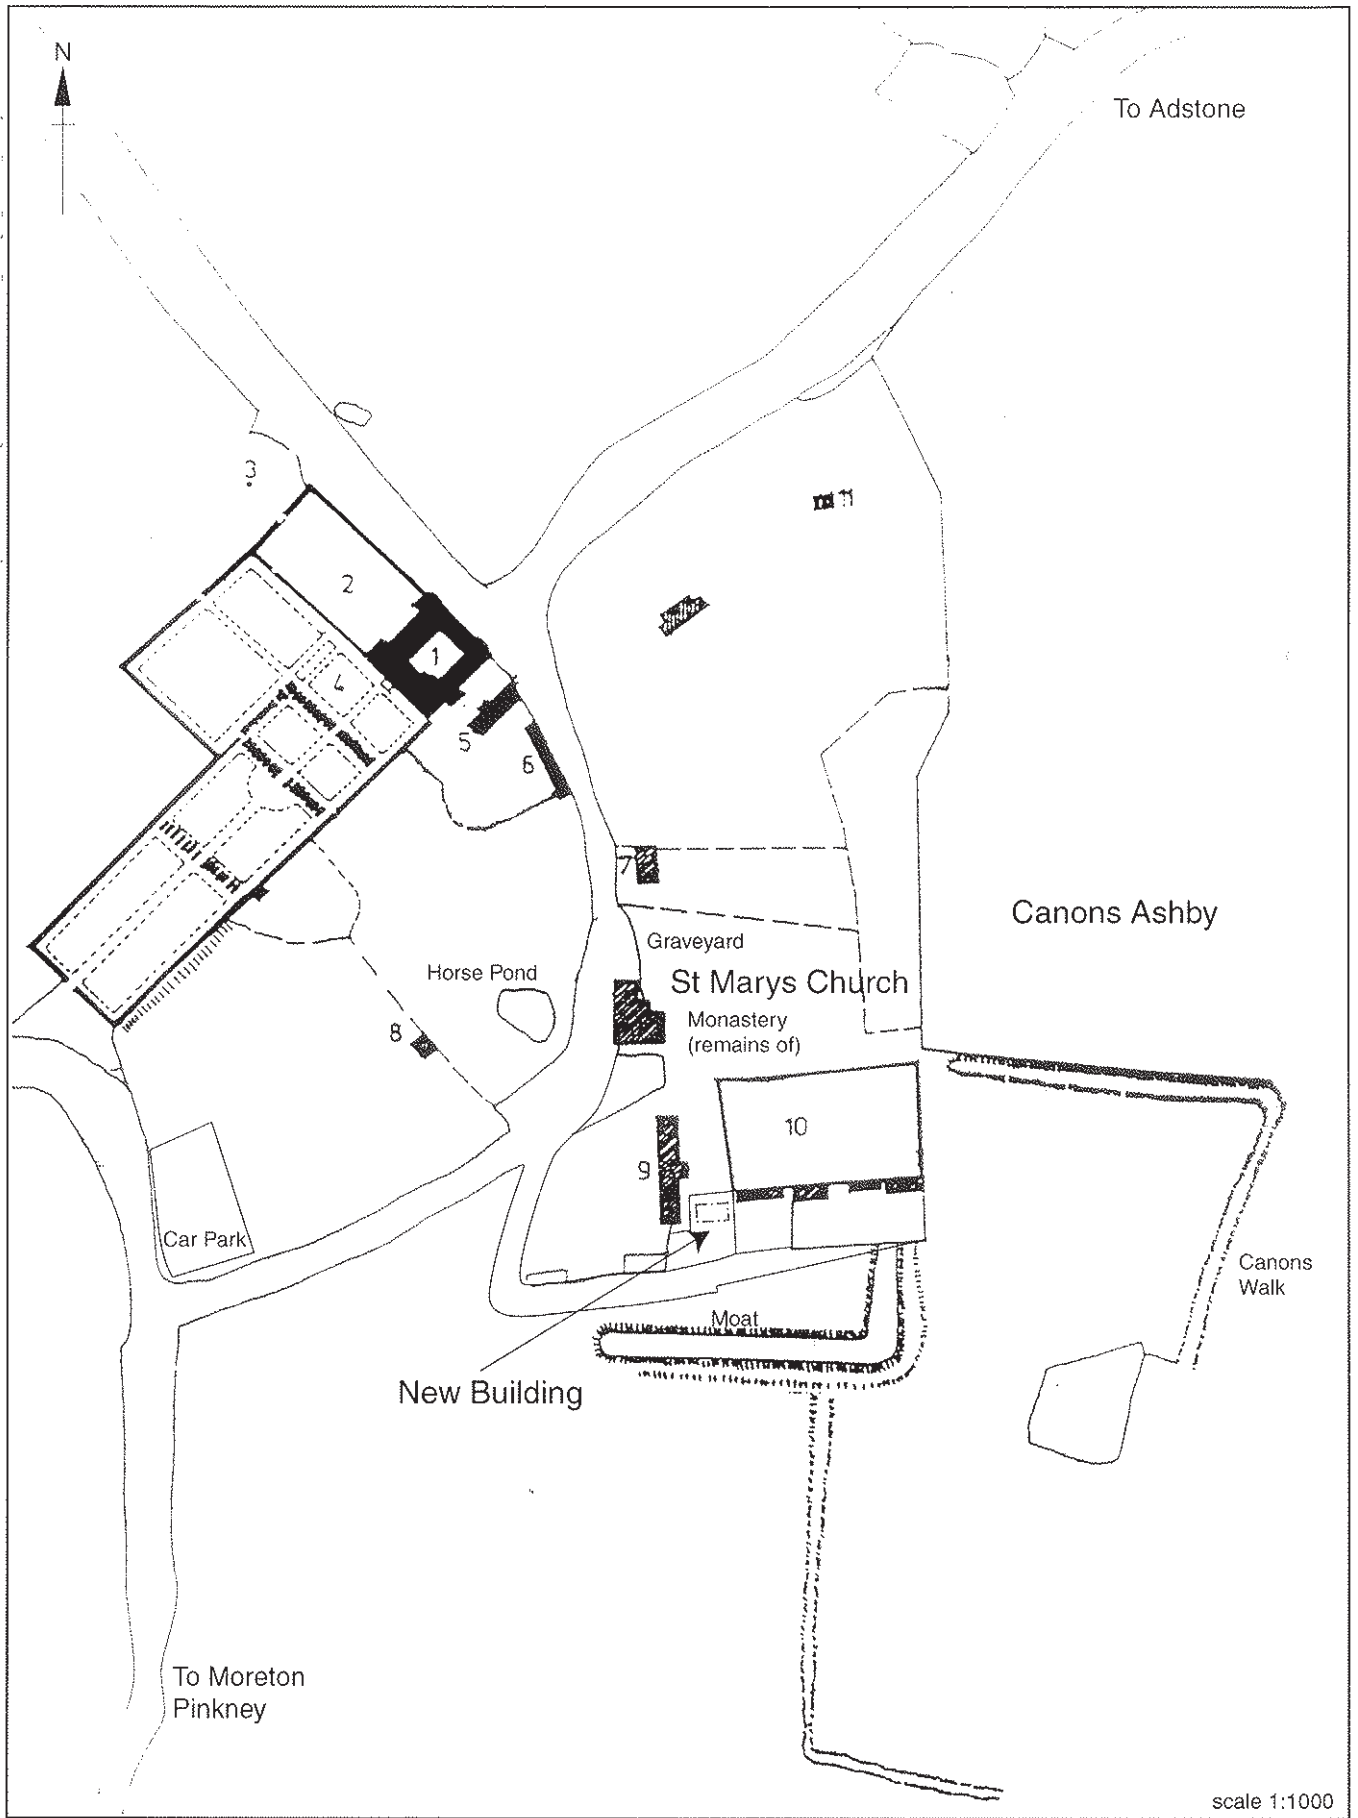 N
To Adstone
3
11
2
1
4
5
6
7
Canons Ashby
Graveyard
Horse Pond
St Marys Church
Monastery
(remains of)
8
10
9
Car Park
Canons
Walk
Moat
New Building
To Moreton
Pinkney
scale 1:1000